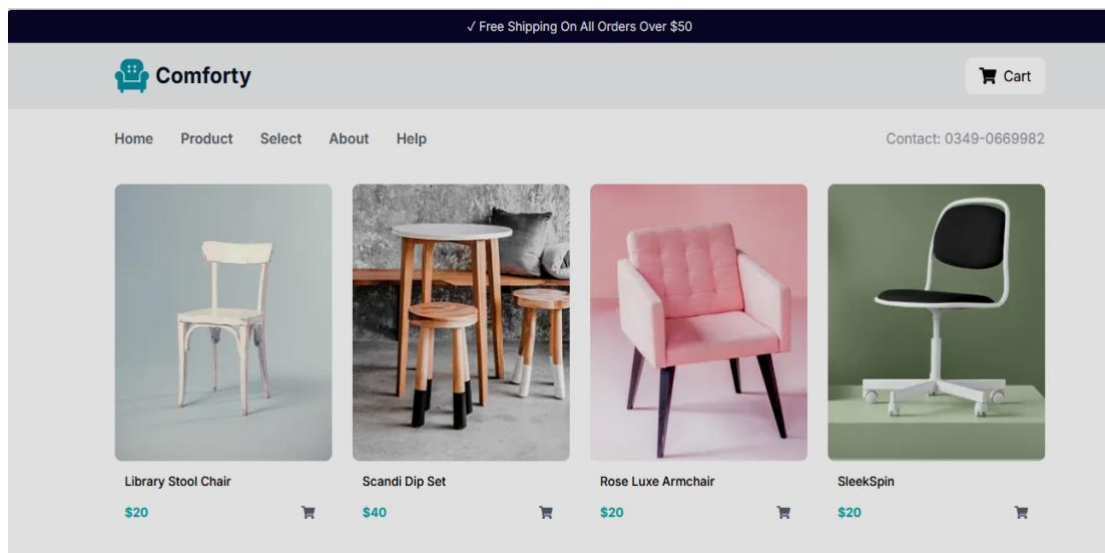 ✓ Free Shipping On All Orders Over $50
Comforty
Cart
Home Product Select About Help
Contact: 0349-0669982
Library Stool Chair
Scandi Dip Set
Rose Luxe Armchair
SleekSpin
$20
$40
$20
$20